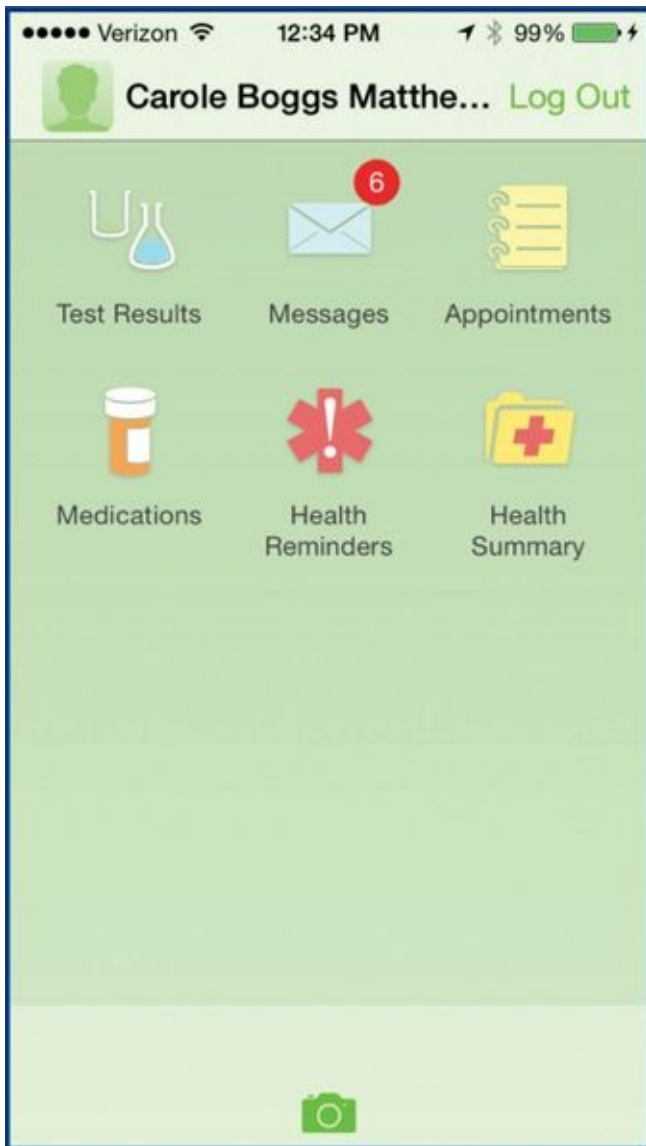 Verizon 12:34 PM 99%
Carole Boggs Matthe... Log Out
6
Test Results Messages Appointments
Medications Health Reminders Health Summary